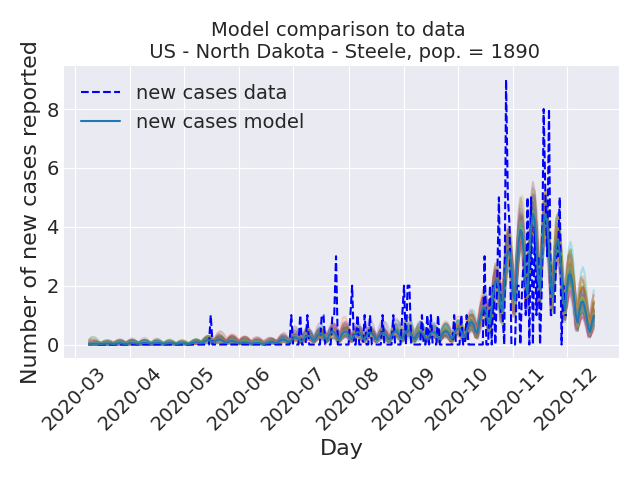 Model comparison to data
US - North Dakota - Steele, pop. = 1890
Number of new cases reported
new cases data
new cases model
8
6
4
2
0
2020-03
2020-04
2020-05
2020-06
2020-07
2020-08
2020-09
2020-10
2020-11
2020-12
Day